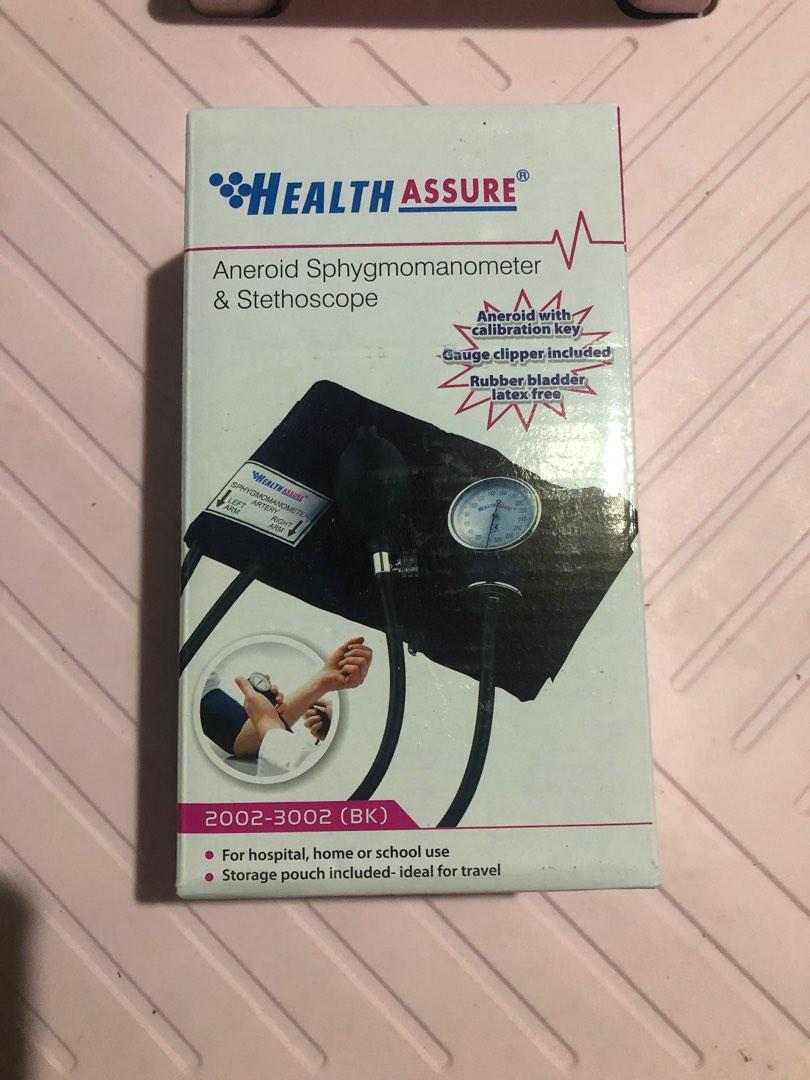 HEALTH ASSURE®
Aneroid Sphygmomanometer
& Stethoscope
Aneroid with
calibration key
Gauge clipper included
Rubber bladder
latex free
HEALTH ASSURE
SPHYGMOMANOMETER
ARTERY
LEFT
ARM
RIGHT
ARM
HEALTH ASSURE
2002-3002 (BK)
• For hospital, home or school use
• Storage pouch included- ideal for travel